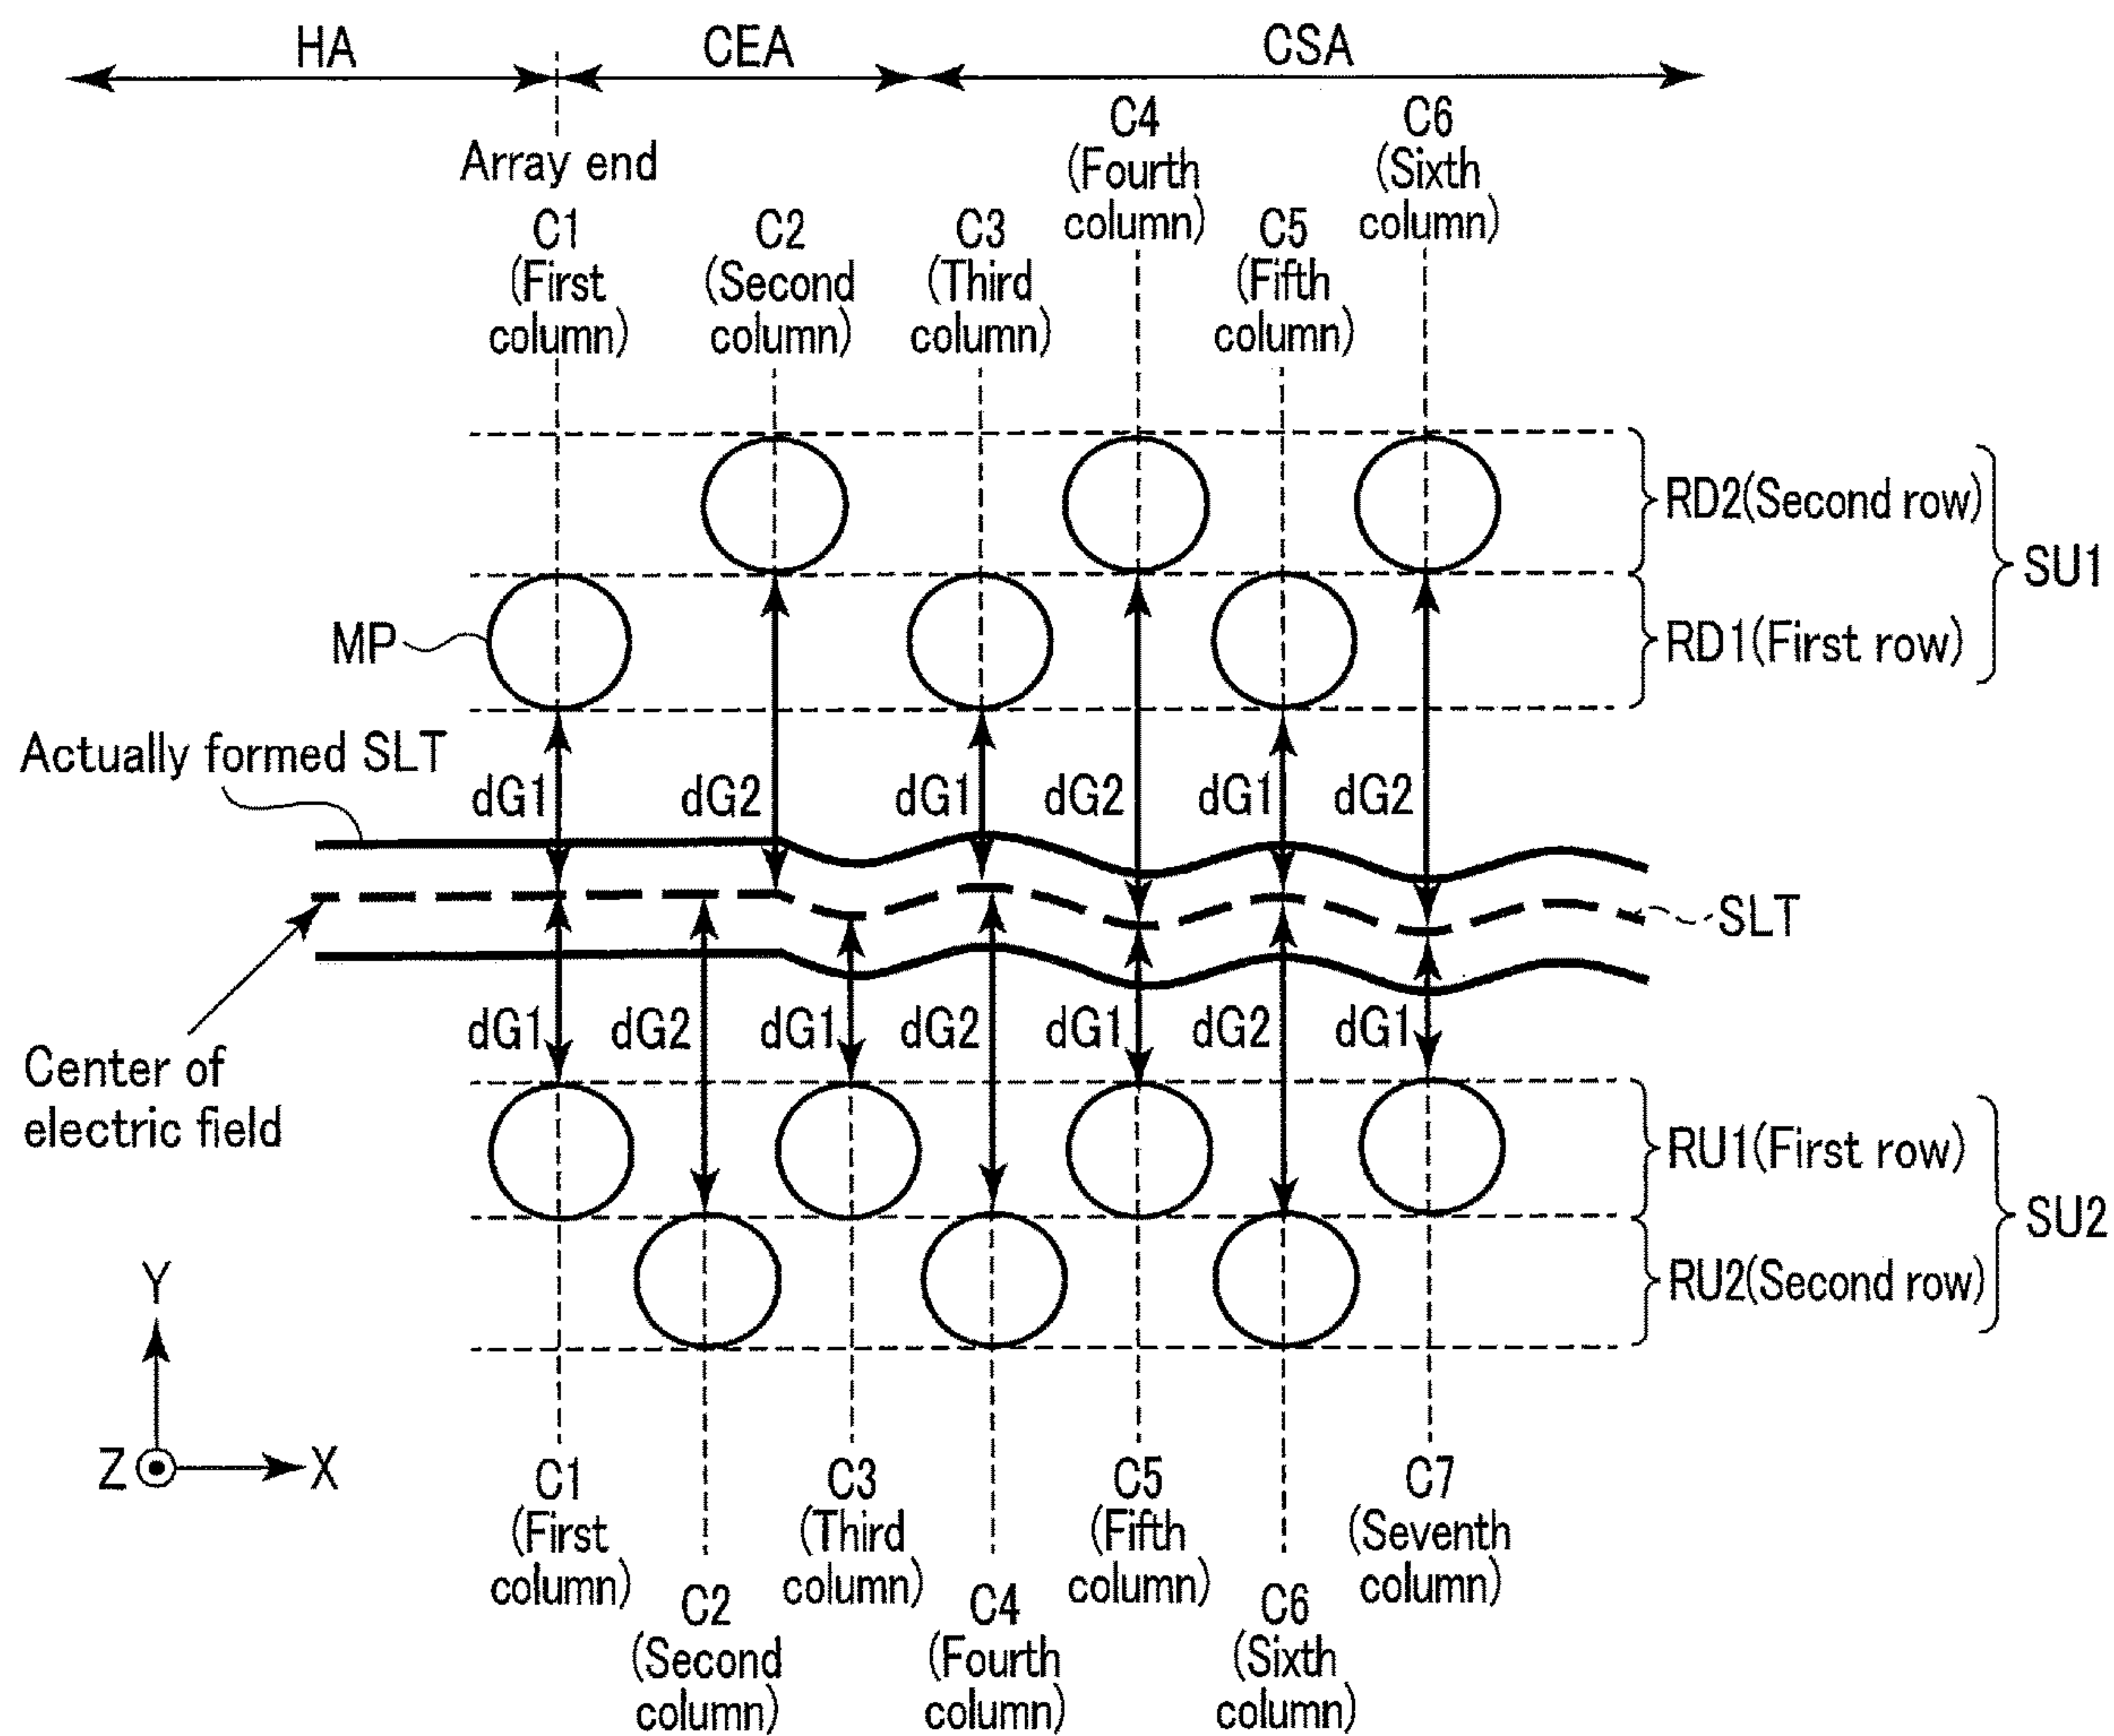 HA
CEA
CSA
Array end
C4
(Fourth
column)
C6
(Sixth
column)
C1
(First
column)
C2
(Second
column)
C3
(Third
column)
C5
(Fifth
column)
RD2(Second row)
SU1
RD1(First row)
MP
Actually formed SLT
dG1
dG2
dG1
dG2
dG1
dG2
SLT
dG1
dG2
dG1
dG2
dG1
dG2
dG1
Center of
electric field
RU1(First row)
SU2
RU2(Second row)
Y
Z
X
C1
(First
column)
C3
(Third
column)
C5
(Fifth
column)
C7
(Seventh
column)
C2
(Second
column)
C4
(Fourth
column)
C6
(Sixth
column)